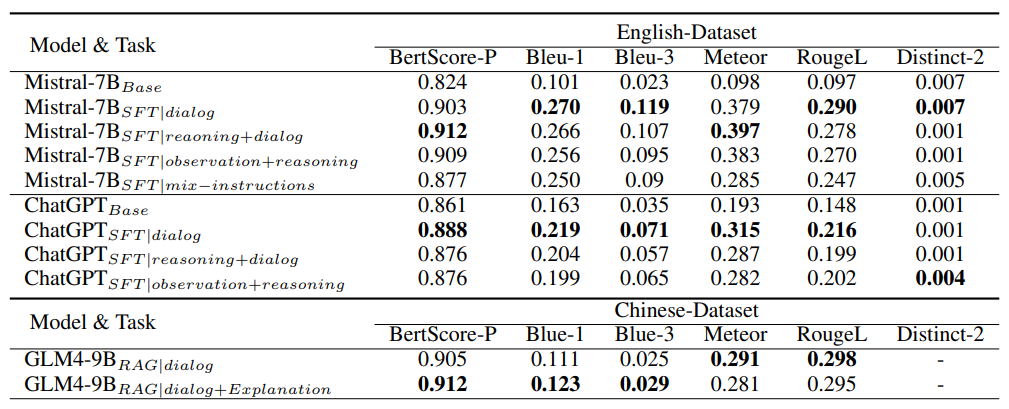 Model & Task English-Dataset
BertScore-P Bleu-1 Bleu-3 Meteor RougeL Distinct-2
Mistral-7B Base 0.824 0.101 0.023 0.098 0.097 0.007
Mistral-7B SFT|dialog 0.903 0.270 0.119 0.379 0.290 0.007
Mistral-7B SFT|reaoning+dialog 0.912 0.266 0.107 0.397 0.278 0.001
Mistral-7B SFT|observation+reasoning 0.909 0.256 0.095 0.383 0.270 0.001
Mistral-7B SFT|mix−instructions 0.877 0.250 0.09 0.285 0.247 0.005
ChatGPT Base 0.861 0.163 0.035 0.193 0.148 0.001
ChatGPT SFT|dialog 0.888 0.219 0.071 0.315 0.216 0.001
ChatGPT SFT|reasoning+dialog 0.876 0.204 0.057 0.287 0.199 0.001
ChatGPT SFT|observation+reasoning 0.876 0.199 0.065 0.282 0.202 0.004
Model & Task Chinese-Dataset
BertScore-P Blue-1 Blue-3 Meteor RougeL Distinct-2
GLM4-9B RAG|dialog 0.905 0.111 0.025 0.291 0.298 -
GLM4-9B RAG|dialog+Explanation 0.912 0.123 0.029 0.281 0.295 -